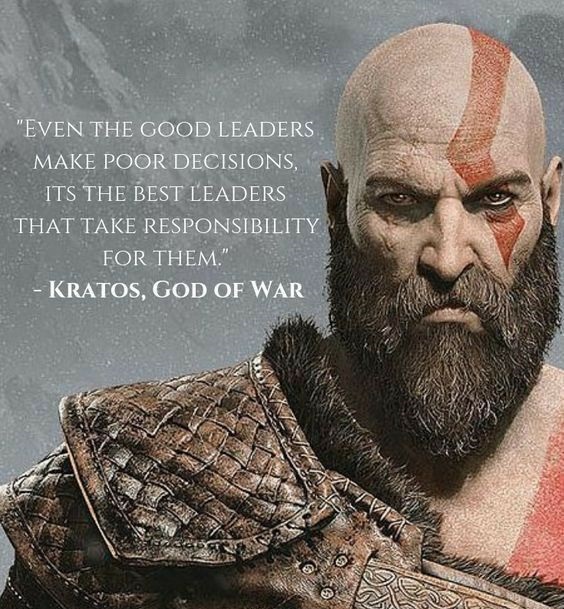 "Even the good leaders
make poor decisions,
its the best leaders
that take responsibility
for them."
- Kratos, God of War